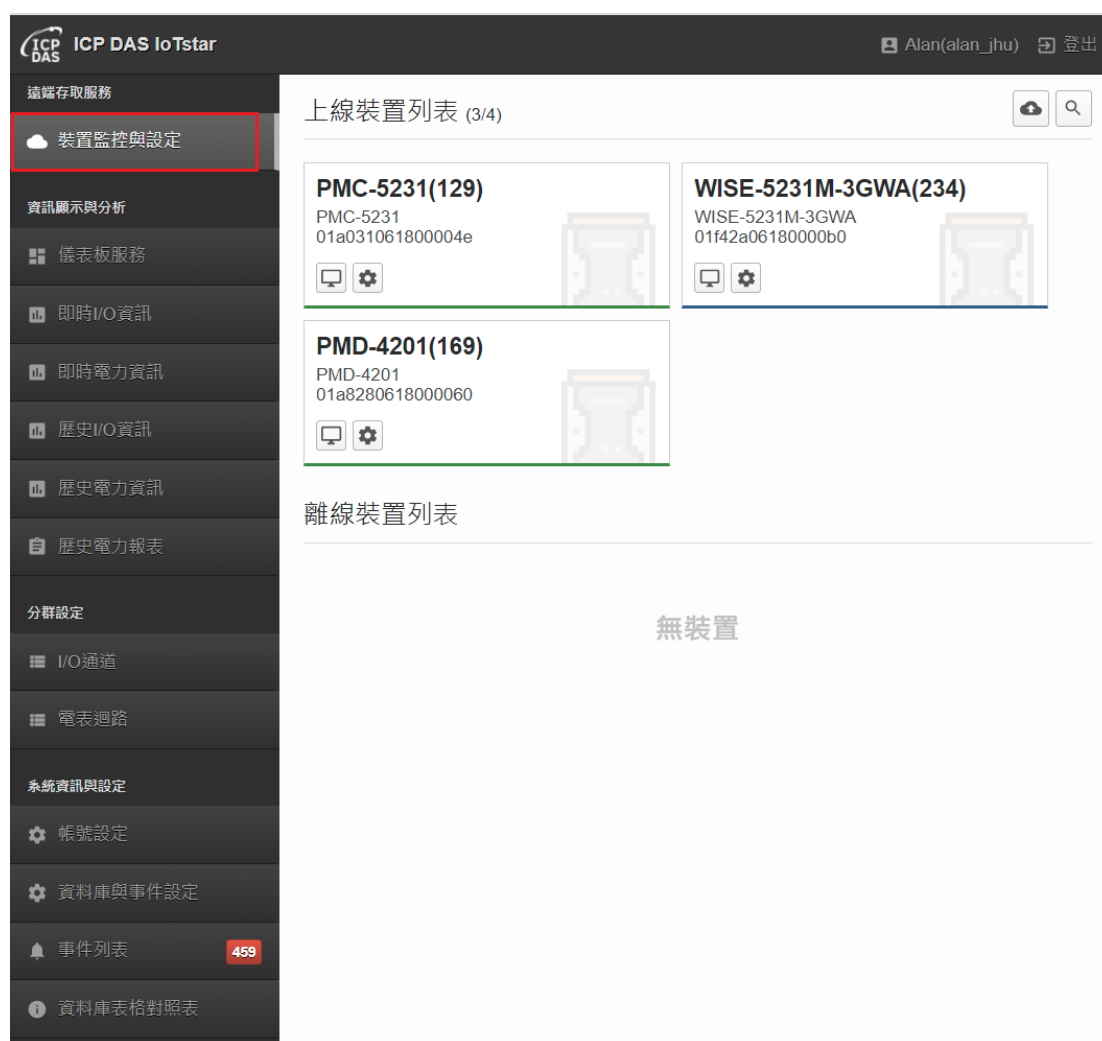 ICP DAS
ICP DAS IoTstar
Alan(alan_jhu)
登出
遠端存取服務
裝置監控與設定
資訊顯示與分析
儀表板服務
即時I/O資訊
即時電力資訊
歷史I/O資訊
歷史電力資訊
歷史電力報表
分群設定
I/O通道
電表迴路
系統資訊與設定
帳號設定
資料庫與事件設定
事件列表
459
資料庫表格對照表
上線裝置列表 (3/4)
PMC-5231(129)
PMC-5231
01a031061800004e
WISE-5231M-3GWA(234)
WISE-5231M-3GWA
01f42a06180000b0
PMD-4201(169)
PMD-4201
01a8280618000060
離線裝置列表
無裝置